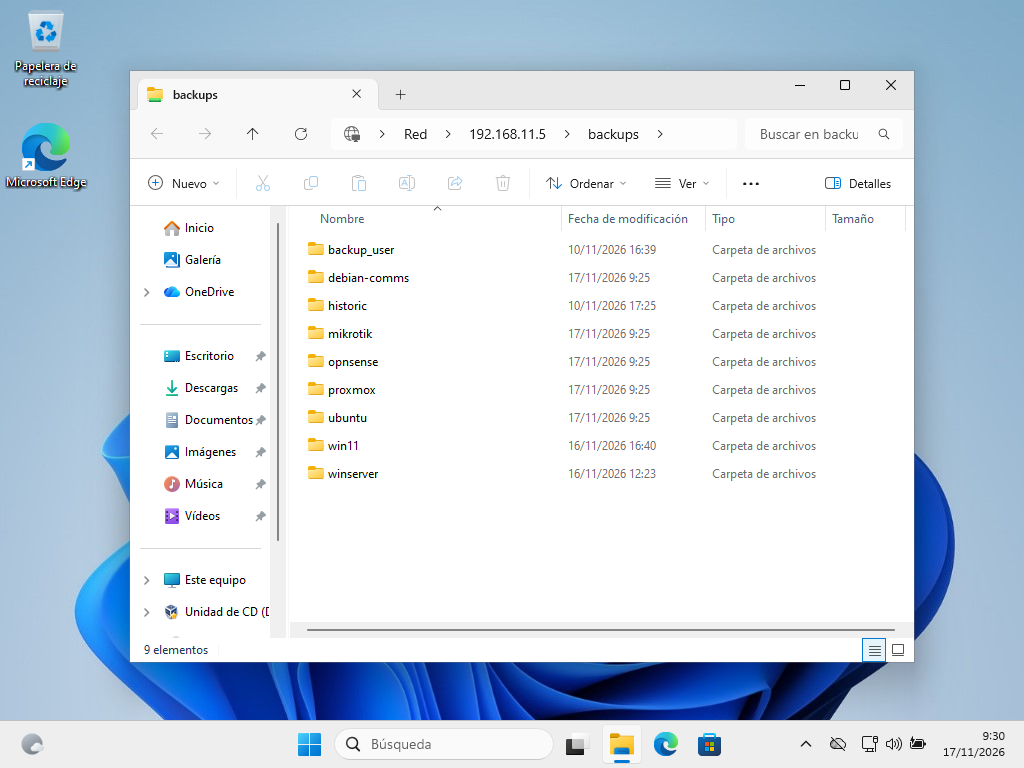 Papelera de
reciclaje
Microsoft Edge
backups
Red
192.168.11.5
backups
Buscar en backu
Nuevo
Ordenar
Ver
Detalles
Inicio
Galería
OneDrive
Escritorio
Descargas
Documentos
Imágenes
Música
Vídeos
Este equipo
Unidad de CD (D
Nombre Fecha de modificación Tipo Tamaño
backup_user 10/11/2026 16:39 Carpeta de archivos
debian-comms 17/11/2026 9:25 Carpeta de archivos
historic 10/11/2026 17:25 Carpeta de archivos
mikrotik 17/11/2026 9:25 Carpeta de archivos
opnsense 17/11/2026 9:25 Carpeta de archivos
proxmox 17/11/2026 9:25 Carpeta de archivos
ubuntu 17/11/2026 9:25 Carpeta de archivos
win11 16/11/2026 16:40 Carpeta de archivos
winserver 16/11/2026 12:23 Carpeta de archivos
9 elementos
Búsqueda
9:30
17/11/2026